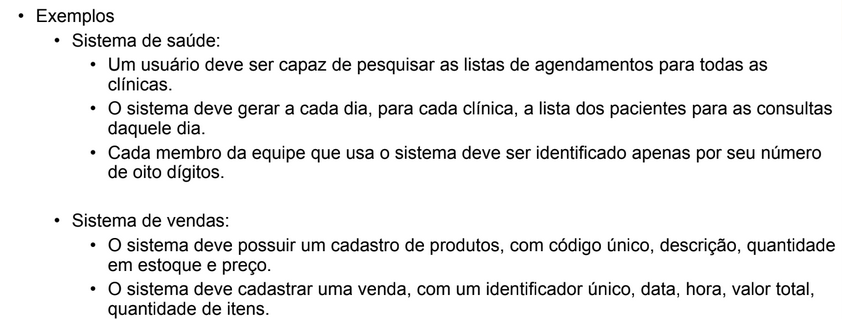 • Exemplos
• Sistema de saúde:
• Um usuário deve ser capaz de pesquisar as listas de agendamentos para todas as
clínicas.
• O sistema deve gerar a cada dia, para cada clínica, a lista dos pacientes para as consultas
daquele dia.
• Cada membro da equipe que usa o sistema deve ser identificado apenas por seu número
de oito dígitos.
• Sistema de vendas:
• O sistema deve possuir um cadastro de produtos, com código único, descrição, quantidade
em estoque e preço.
• O sistema deve cadastrar uma venda, com um identificador único, data, hora, valor total,
quantidade de itens.